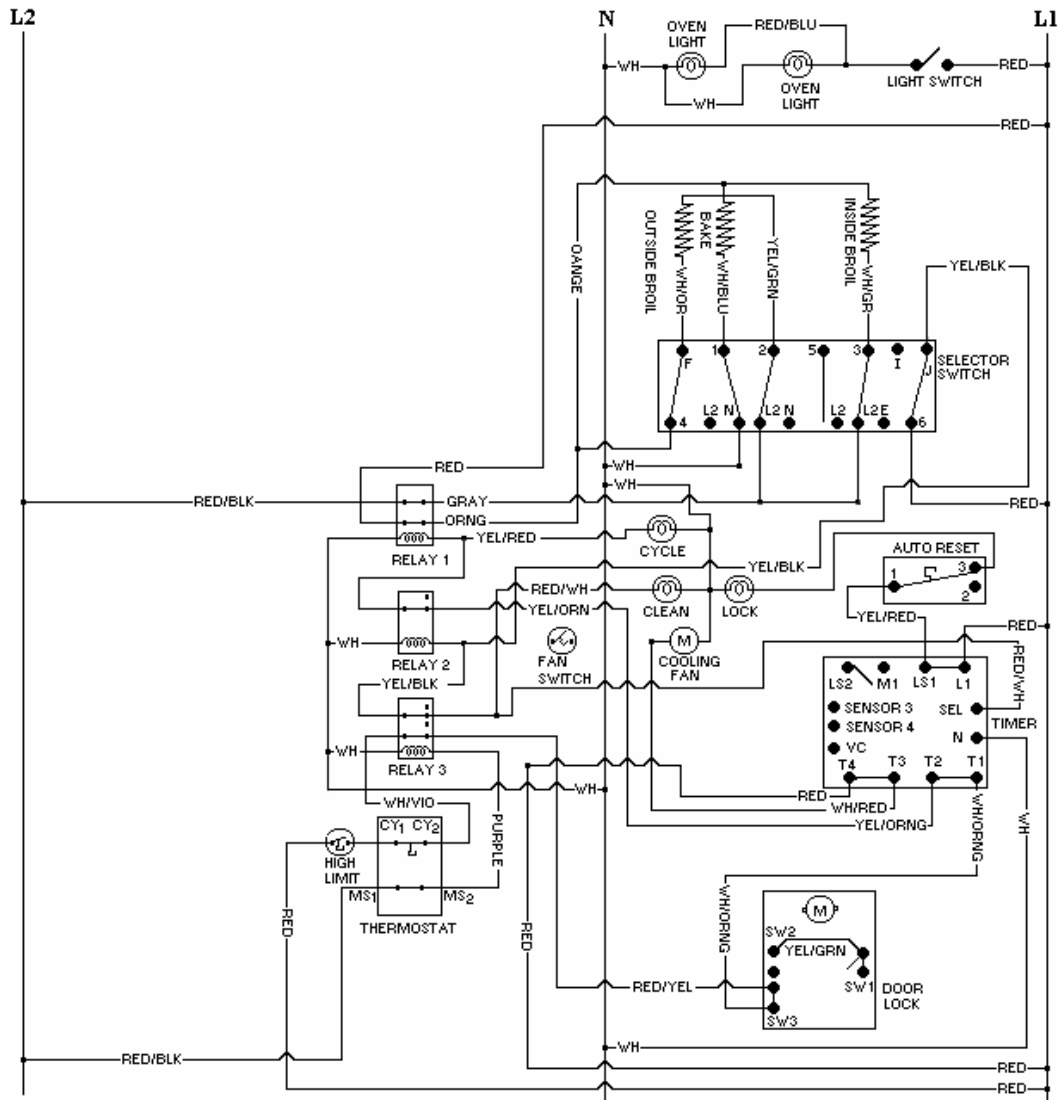 L2
N
L1
OVEN
LIGHT
RED/BLU
WH
RED
OVEN
LIGHT
LIGHT SWITCH
WH
RED
OUTSIDE BROIL
BAKE
INSIDE BROIL
OANGE
WH/OR
WH/BLU
YEL/GRN
WH/GR
YEL/BLK
F
1
2
5
3
I
J
SELECTOR
SWITCH
4
L2 N
L2 N
L2
L2 E
6
RED
WH
WH
RED/BLK
GRAY
RED
ORNG
YEL/RED
CYCLE
RELAY 1
YEL/BLK
AUTO RESET
1
3
2
RED/WH
CLEAN
LOCK
YEL/ORN
YEL/RED
WH
RELAY 2
FAN
SWITCH
M
COOLING
FAN
RED
RED/WH
YEL/BLK
LS2
M1
LS1
L1
SENSOR 3
SEL
TIMER
SENSOR 4
N
VC
WH
RELAY 3
T4
T3
T2
T1
WH
RED
WH/RED
YEL/ORNG
WH/VIO
PURPLE
WH/ORNG
WH
CY1
CY2
HIGH
LIMIT
MS1
MS2
THERMOSTAT
RED
RED
WH/ORNG
M
SW2
YEL/GRN
SW1
DOOR
LOCK
RED/YEL
SW3
RED/BLK
WH
RED
RED